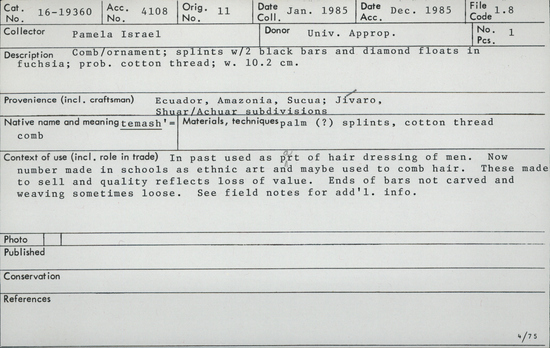 Cat. No. 16-19360 Acc. No. 4108 Orig. No. 11 Date Coll. Jan. 1985 Date Acc. Dec. 1985 File Code 1.8
Collector Pamela Israel Donor Univ. Approp. No. Pcs. 1
Description Comb/ornament; splints w/2 black bars and diamond floats in
fuchsia; prob. cotton thread; w. 10.2 cm.
Provenience (incl. craftsman) Ecuador, Amazonia, Sucua; Jívaro,
Shuar/Achuar subdivisions
Native name and meaning temash'= Materials, techniques palm (?) splints, cotton thread
comb
Context of use (incl. role in trade) In past used as part of hair dressing of men. Now
number made in schools as ethnic art and maybe used to comb hair. These made
to sell and quality reflects loss of value. Ends of bars not carved and
weaving sometimes loose. See field notes for add'l. info.
Photo
Published
Conservation
References
4/75